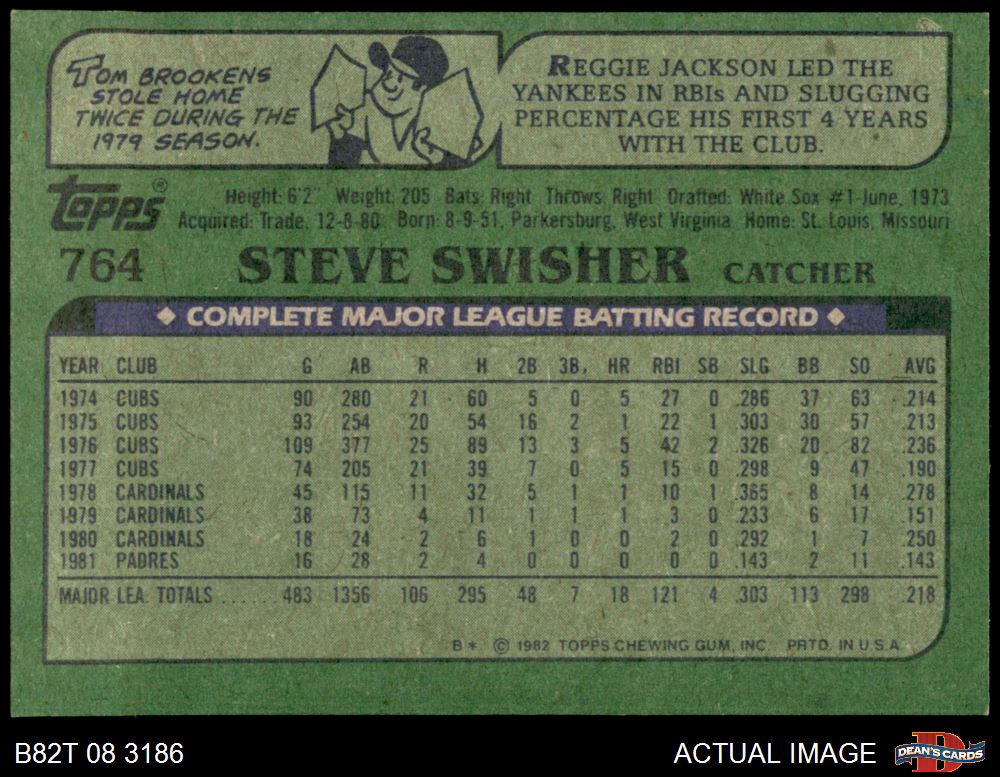 TOM BROOKENS
STOLE HOME
TWICE DURING THE
1979 SEASON.
REGGIE JACKSON LED THE
YANKEES IN RBIs AND SLUGGING
PERCENTAGE HIS FIRST 4 YEARS
WITH THE CLUB.
topps®
Height: 6'2" Weight: 205 Bats: Right Throws: Right Drafted: White Sox #1-June, 1973
Acquired: Trade, 12-8-80 Born: 8-9-51, Parkersburg, West Virginia Home: St. Louis, Missouri
764 STEVE SWISHER CATCHER
◆ COMPLETE MAJOR LEAGUE BATTING RECORD ◆
YEAR CLUB G AB R H 2B 3B. HR RBI SB SLG BB SO AVG
1974 CUBS 90 280 21 60 5 0 5 27 0 .286 37 63 .214
1975 CUBS 93 254 20 54 16 2 1 22 1 .303 30 57 .213
1976 CUBS 109 377 25 89 13 3 5 42 2 .326 20 82 .236
1977 CUBS 74 205 21 39 7 0 5 15 0 .298 9 47 .190
1978 CARDINALS 45 115 11 32 5 1 1 10 1 .365 8 14 .278
1979 CARDINALS 38 73 4 11 1 1 1 3 0 .233 6 17 .151
1980 CARDINALS 18 24 2 6 1 0 0 2 0 .292 1 7 .250
1981 PADRES 16 28 2 4 0 0 0 0 0 .143 2 11 .143
MAJOR LEA. TOTALS ...... 483 1356 106 295 48 7 18 121 4 .303 113 298 .218
B* © 1982 TOPPS CHEWING GUM, INC. PRTD. IN U.S.A.
B82T 08 3186 ACTUAL IMAGE
D
DEAN'S CARDS